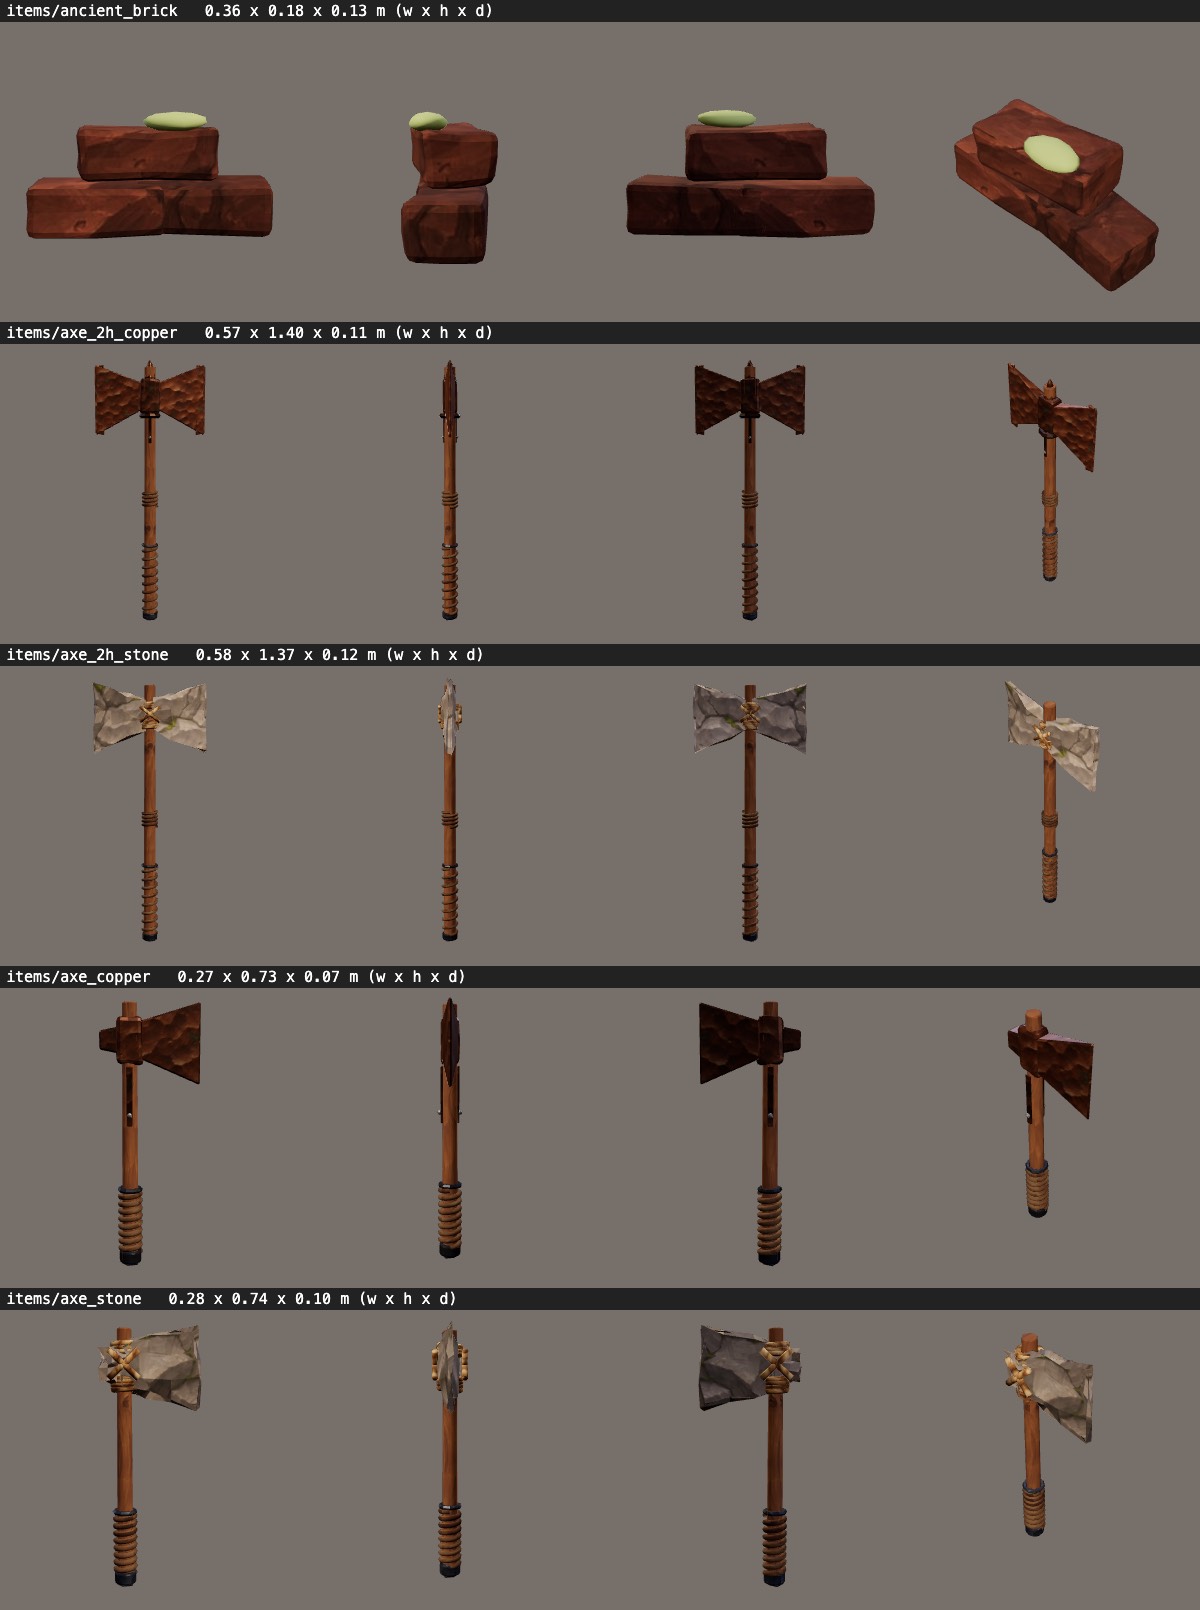 items/ancient_brick   0.36 x 0.18 x 0.13 m (w x h x d)
items/axe_2h_copper   0.57 x 1.40 x 0.11 m (w x h x d)
items/axe_2h_stone   0.58 x 1.37 x 0.12 m (w x h x d)
items/axe_copper   0.27 x 0.73 x 0.07 m (w x h x d)
items/axe_stone   0.28 x 0.74 x 0.10 m (w x h x d)